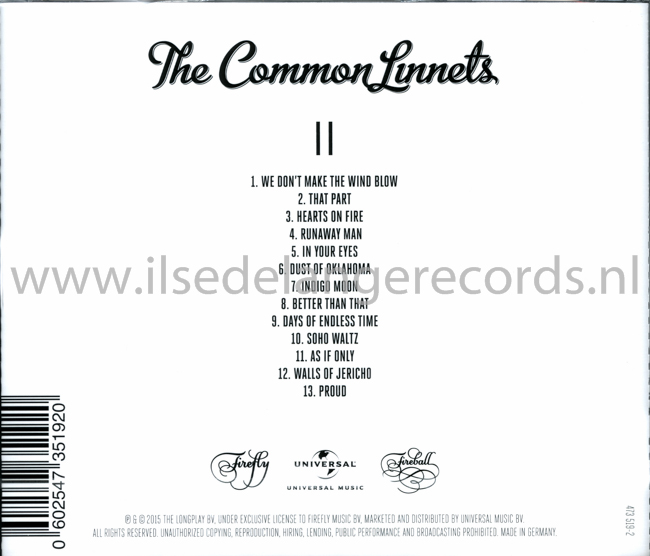 The Common Linnets
II
1. WE DON'T MAKE THE WIND BLOW
2. THAT PART
3. HEARTS ON FIRE
4. RUNAWAY MAN
5. IN YOUR EYES
6. DUST OF OKLAHOMA
www.ilsedelangerecords.nl
7. INDIGO MOON
8. BETTER THAN THAT
9. DAYS OF ENDLESS TIME
10. SOHO WALTZ
11. AS IF ONLY
12. WALLS OF JERICHO
13. PROUD
0 602547 351920
Firefly
UNIVERSAL
UNIVERSAL MUSIC
Fireball
℗ & © 2015 THE LONGPLAY BV, UNDER EXCLUSIVE LICENSE TO FIREFLY MUSIC BV, MARKETED AND DISTRIBUTED BY UNIVERSAL MUSIC BV.
ALL RIGHTS RESERVED. UNAUTHORIZED COPYING, REPRODUCTION, HIRING, LENDING, PUBLIC PERFORMANCE AND BROADCASTING PROHIBITED. MADE IN GERMANY.
473 519-2